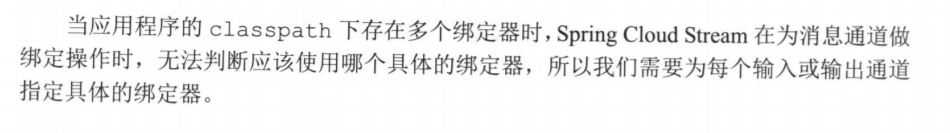 当应用程序的 classpath 下存在多个绑定器时，Spring Cloud Stream 在为消息通道做
绑定操作时，无法判断应该使用哪个具体的绑定器，所以我们需要为每个输入或输出通道
指定具体的绑定器。